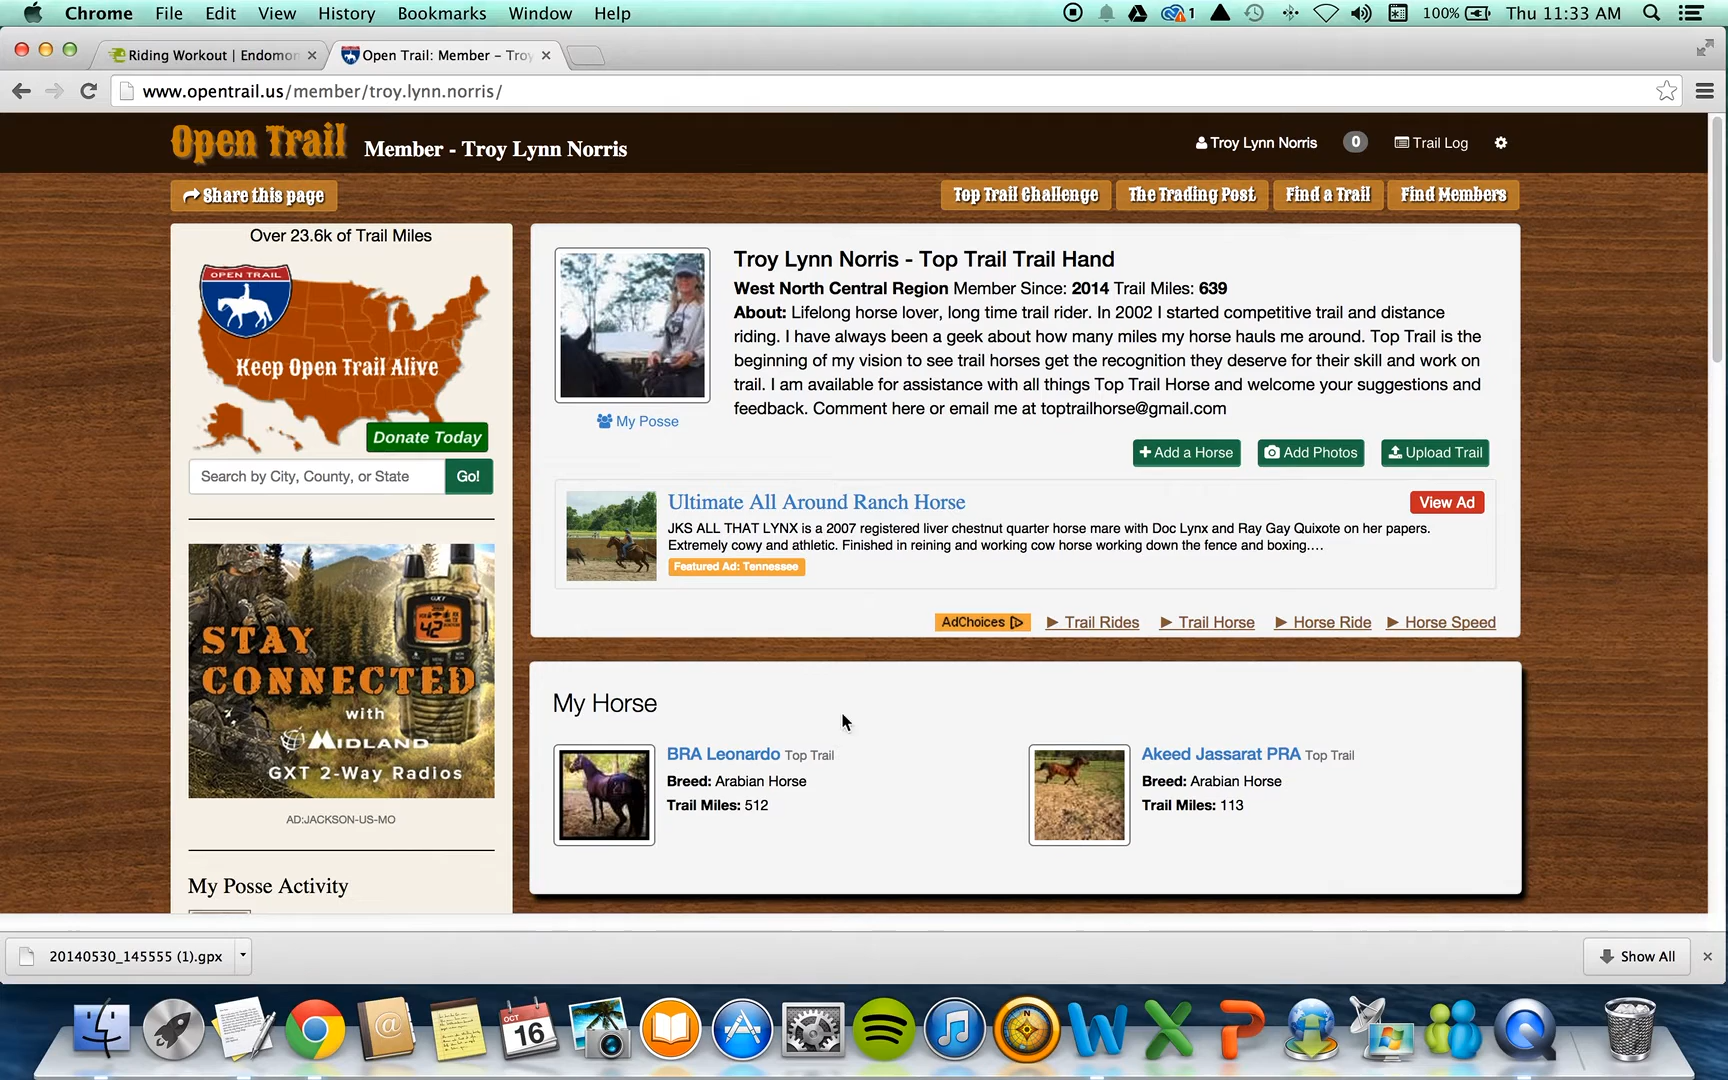 Chrome File Edit View History Bookmarks Window Help 1 100% Thu 11:33 AM
Riding Workout | Endomon
Open Trail: Member – Troy
www.opentrail.us/member/troy.lynn.norris/
Open Trail Member - Troy Lynn Norris
Troy Lynn Norris 0 Trail Log
Share this page
Top Trail Challenge The Trading Post Find a Trail Find Members
Over 23.6k of Trail Miles
OPEN TRAIL
Keep Open Trail Alive
Donate Today
Search by City, County, or State Go!
STAY
CONNECTED
with
MIDLAND
GXT 2-Way Radios
42
AD:JACKSON-US-MO
My Posse Activity
Troy Lynn Norris - Top Trail Trail Hand
West North Central Region Member Since: 2014 Trail Miles: 639
About: Lifelong horse lover, long time trail rider. In 2002 I started competitive trail and distance
riding. I have always been a geek about how many miles my horse hauls me around. Top Trail is the
beginning of my vision to see trail horses get the recognition they deserve for their skill and work on
trail. I am available for assistance with all things Top Trail Horse and welcome your suggestions and
feedback. Comment here or email me at toptrailhorse@gmail.com
My Posse
Add a Horse Add Photos Upload Trail
Ultimate All Around Ranch Horse
View Ad
JKS ALL THAT LYNX is a 2007 registered liver chestnut quarter horse mare with Doc Lynx and Ray Gay Quixote on her papers.
Extremely cowy and athletic. Finished in reining and working cow horse working down the fence and boxing....
Featured Ad: Tennessee
AdChoices Trail Rides Trail Horse Horse Ride Horse Speed
My Horse
BRA Leonardo Top Trail
Breed: Arabian Horse
Trail Miles: 512
Akeed Jassarat PRA Top Trail
Breed: Arabian Horse
Trail Miles: 113
20140530_145555 (1).gpx
Show All
OCT
16